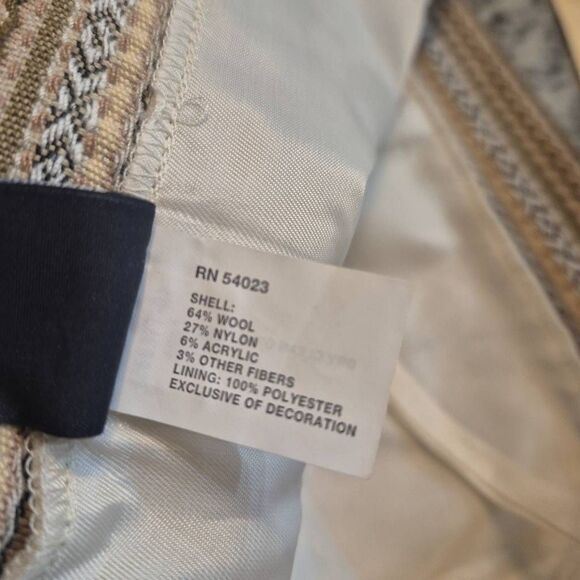 RN 54023
SHELL:
64% WOOL
27% NYLON
6% ACRYLIC
3% OTHER FIBERS
LINING: 100% POLYESTER
EXCLUSIVE OF DECORATION